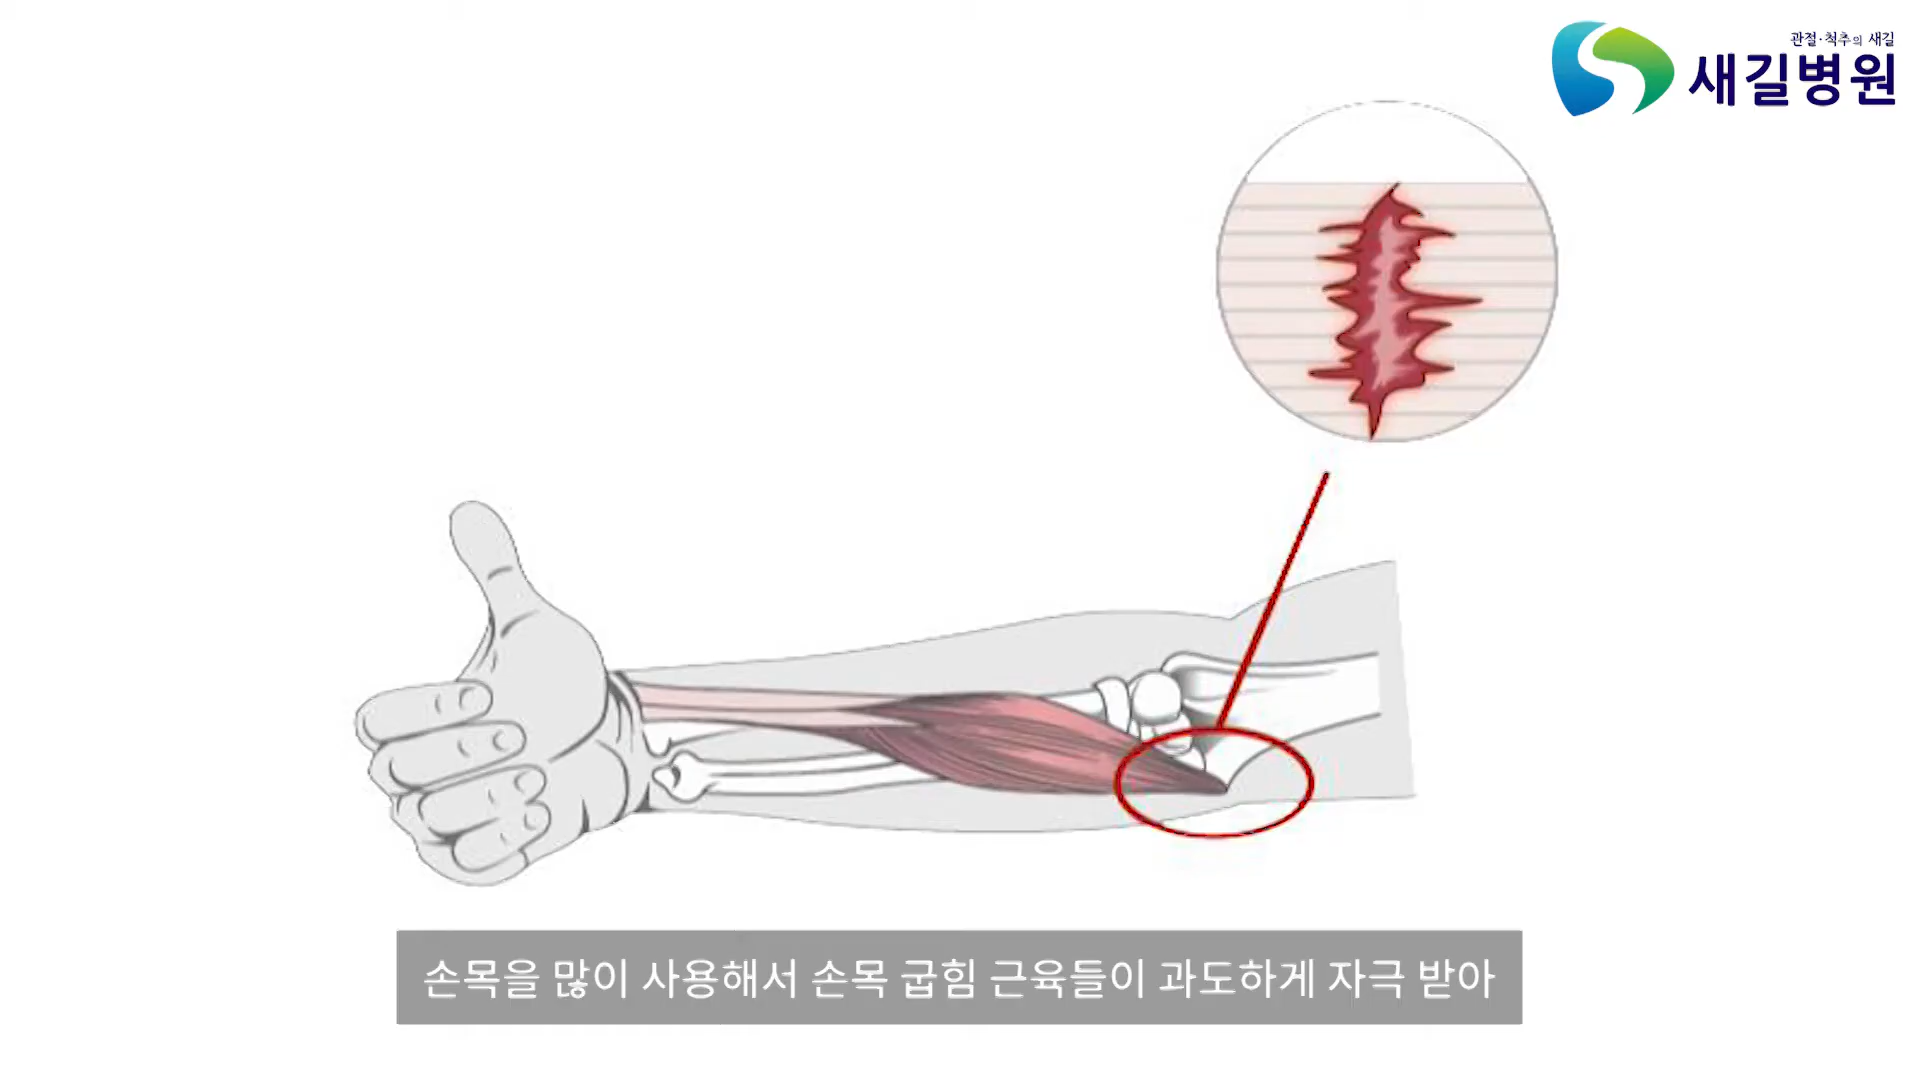 관절·척추의 새길
새길병원
손목을 많이 사용해서 손목 굽힘 근육들이 과도하게 자극 받아